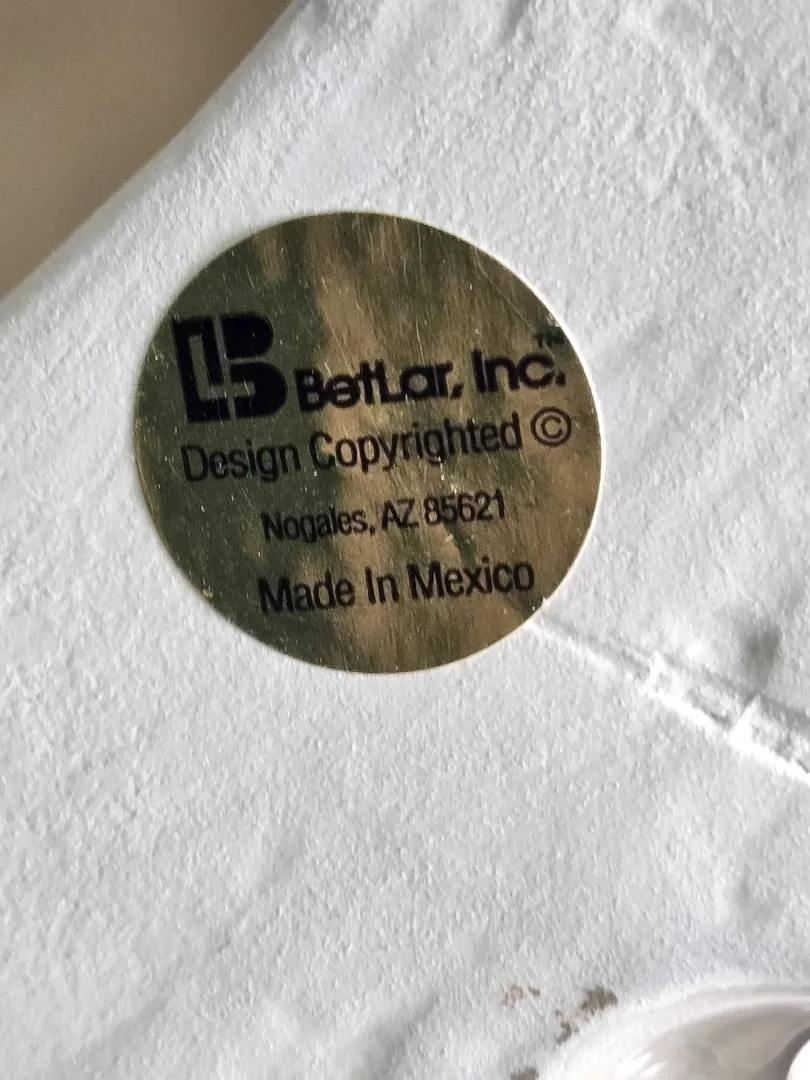 B BetLar, Inc.™
Design Copyrighted ©
Nogales, AZ 85621
Made In Mexico